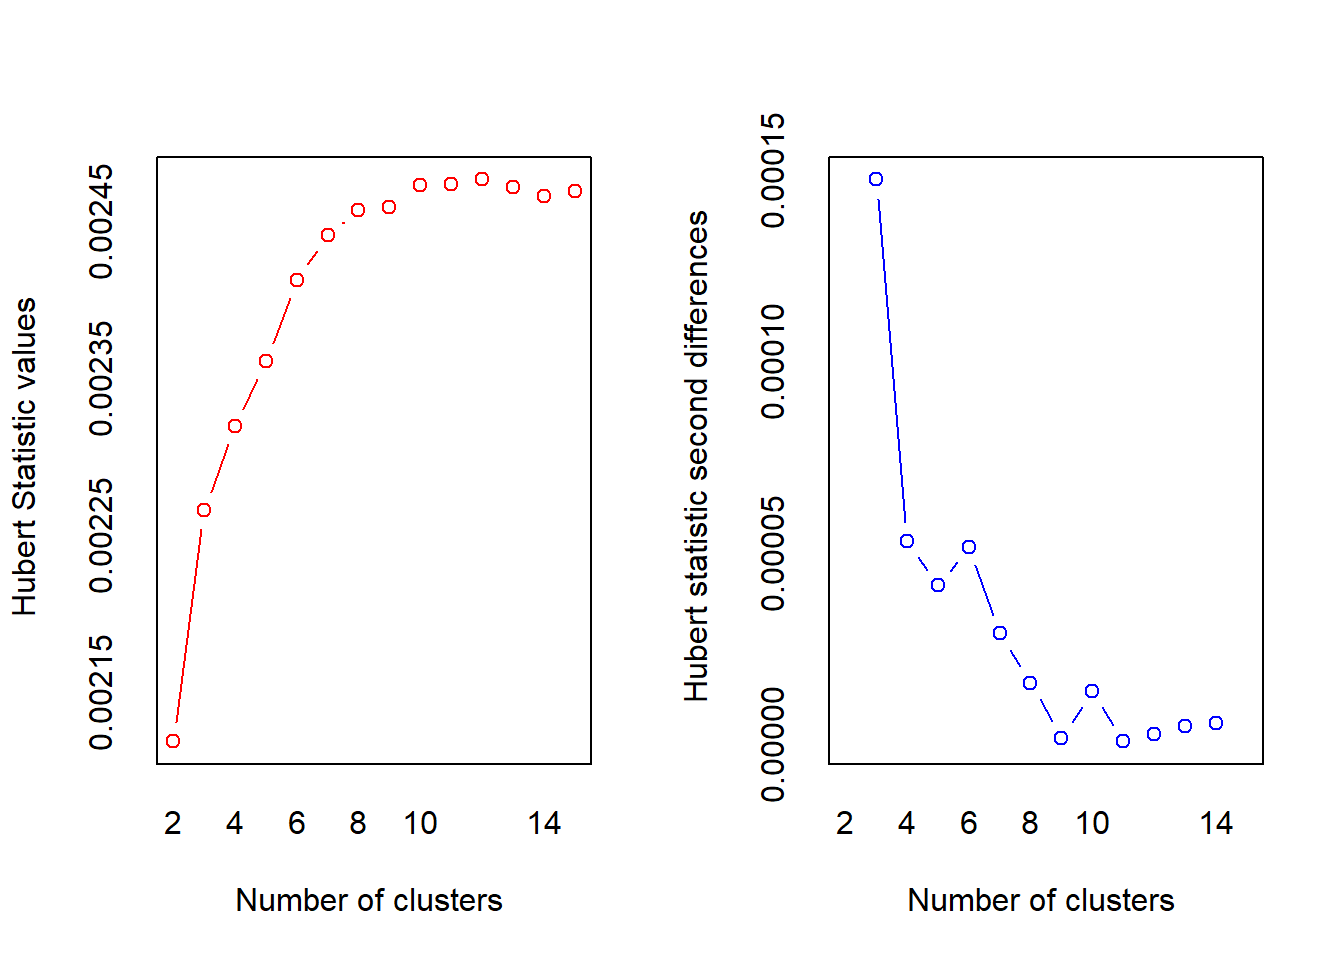 Hubert Statistic values
0.00215
0.00225
0.00235
0.00245
2 4 6 8 10 14
Number of clusters
Hubert statistic second differences
0.00000
0.00005
0.00010
0.00015
2 4 6 8 10 14
Number of clusters